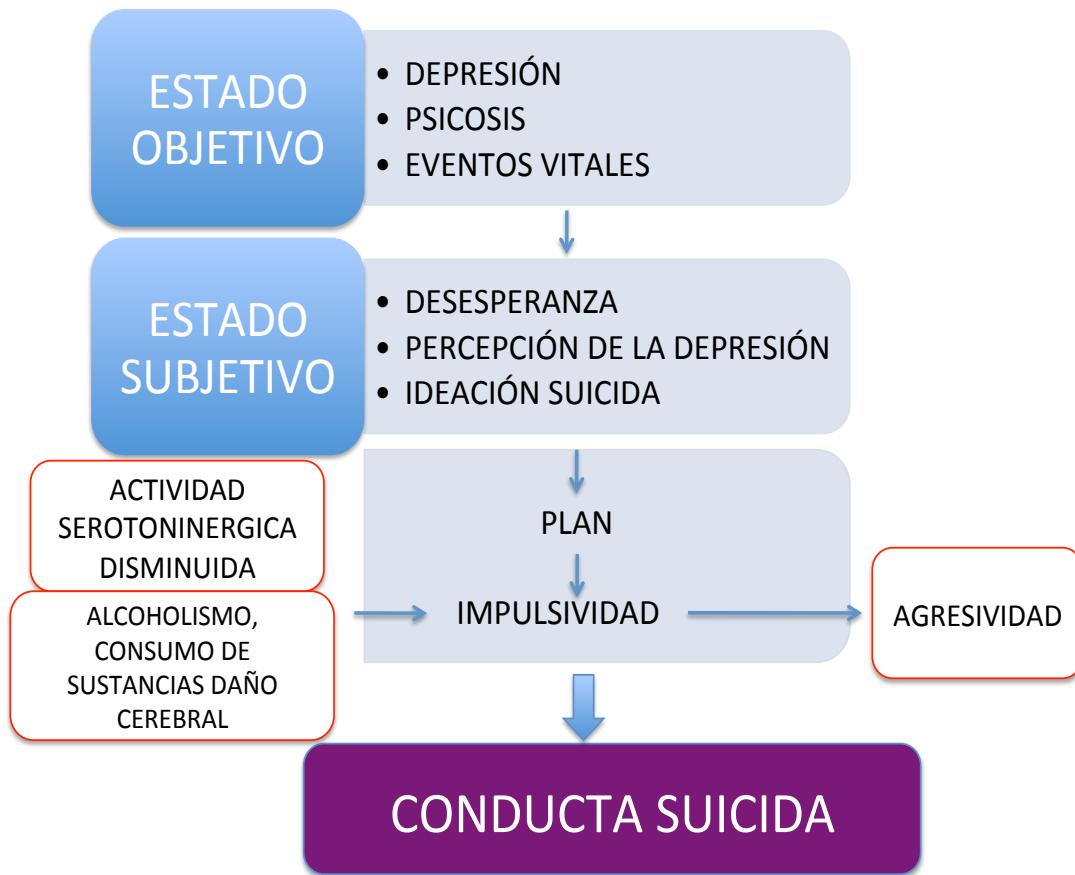 ESTADO
OBJETIVO
• DEPRESIÓN
• PSICOSIS
• EVENTOS VITALES
ESTADO
SUBJETIVO
• DESESPERANZA
• PERCEPCIÓN DE LA DEPRESIÓN
• IDEACIÓN SUICIDA
ACTIVIDAD
SEROTONINERGICA
DISMINUIDA
PLAN
ALCOHOLISMO,
CONSUMO DE
SUSTANCIAS DAÑO
CEREBRAL
IMPULSIVIDAD
AGRESIVIDAD
CONDUCTA SUICIDA